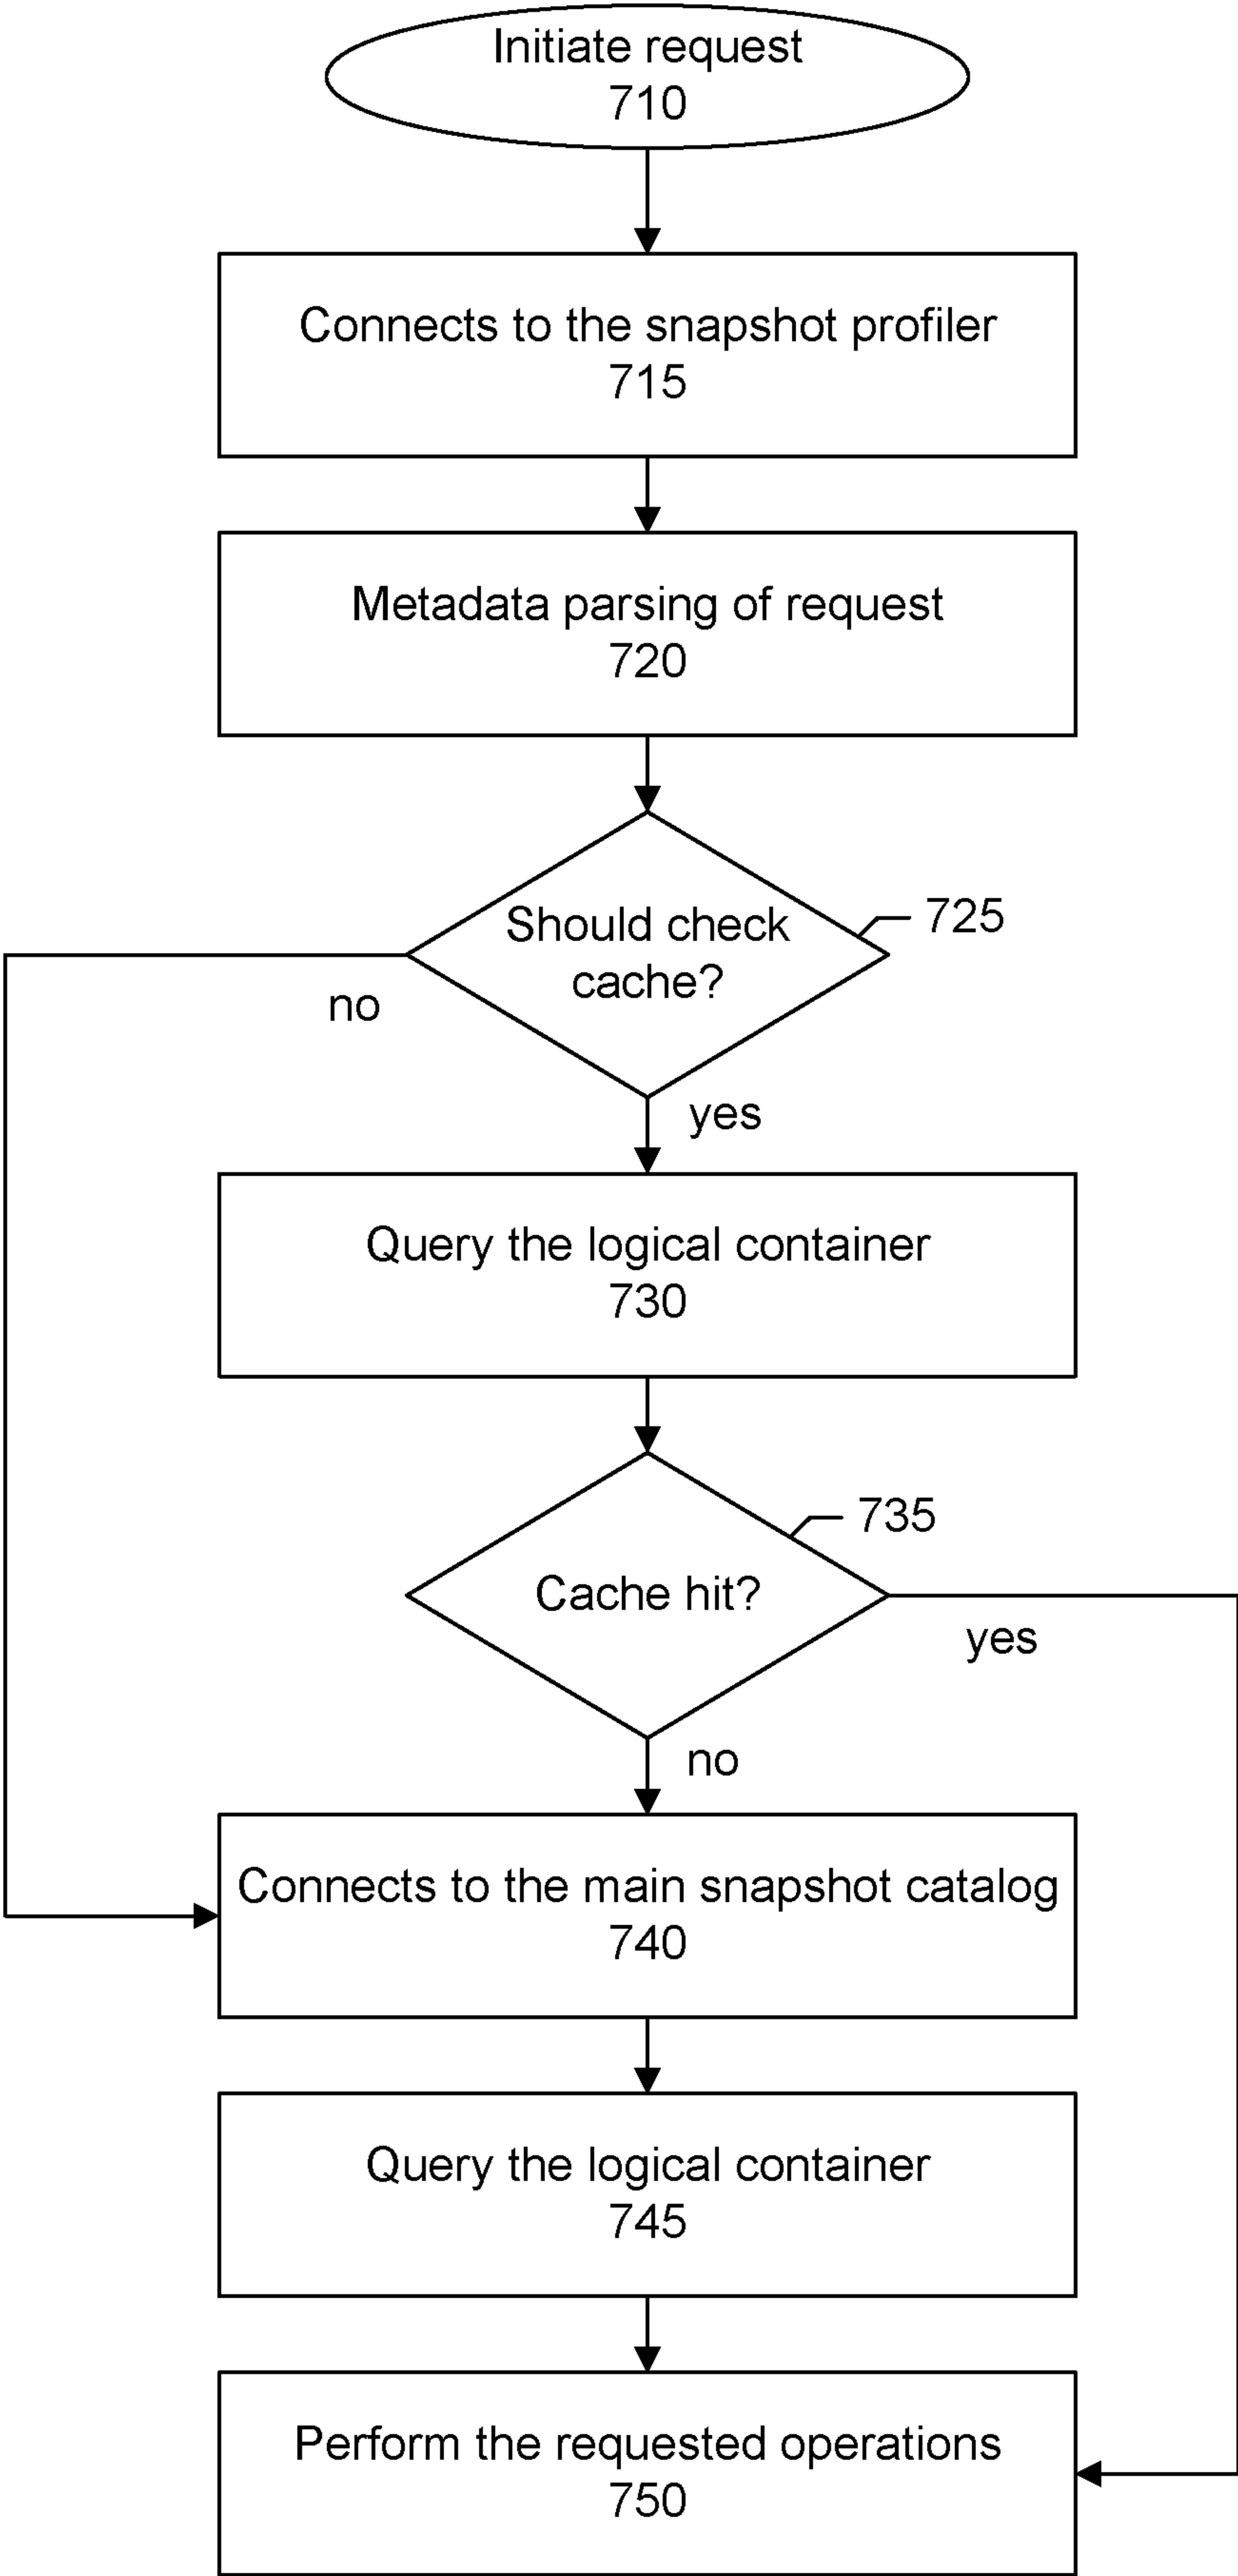 Initiate request
710
Connects to the snapshot profiler
715
Metadata parsing of request
720
Should check
cache?
725
no
yes
Query the logical container
730
735
Cache hit?
yes
no
Connects to the main snapshot catalog
740
Query the logical container
745
Perform the requested operations
750